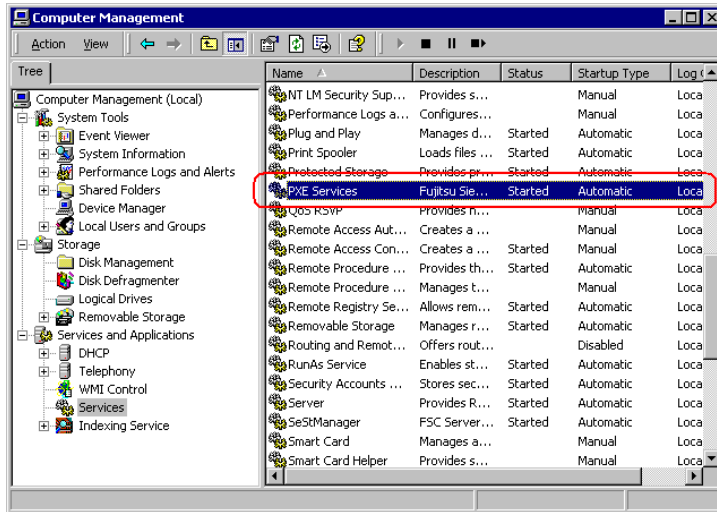 Computer Management
Action View
Tree
Computer Management (Local)
System Tools
Event Viewer
System Information
Performance Logs and Alerts
Shared Folders
Device Manager
Local Users and Groups
Storage
Disk Management
Disk Defragmenter
Logical Drives
Removable Storage
Services and Applications
DHCP
Telephony
WMI Control
Services
Indexing Service
Name Description Status Startup Type Log
NT LM Security Sup... Provides s... Manual Loca
Performance Logs a... Configures... Manual Loca
Plug and Play Manages d... Started Automatic Loca
Print Spooler Loads files ... Started Automatic Loca
Protected Storage Provides pr... Started Automatic Loca
PXE Services Fujitsu Sie... Started Automatic Loca
QoS RSVP Provides n... Manual Loca
Remote Access Aut... Creates a ... Manual Loca
Remote Access Con... Creates a ... Started Manual Loca
Remote Procedure ... Provides th... Started Automatic Loca
Remote Procedure ... Manages t... Manual Loca
Remote Registry Se... Allows rem... Started Automatic Loca
Removable Storage Manages r... Started Automatic Loca
Routing and Remot... Offers rout... Disabled Loca
RunAs Service Enables st... Started Automatic Loca
Security Accounts ... Stores sec... Started Automatic Loca
Server Provides R... Started Automatic Loca
SeStManager FSC Server... Started Automatic Loca
Smart Card Manages a... Manual Loca
Smart Card Helper Provides s... Manual Loca